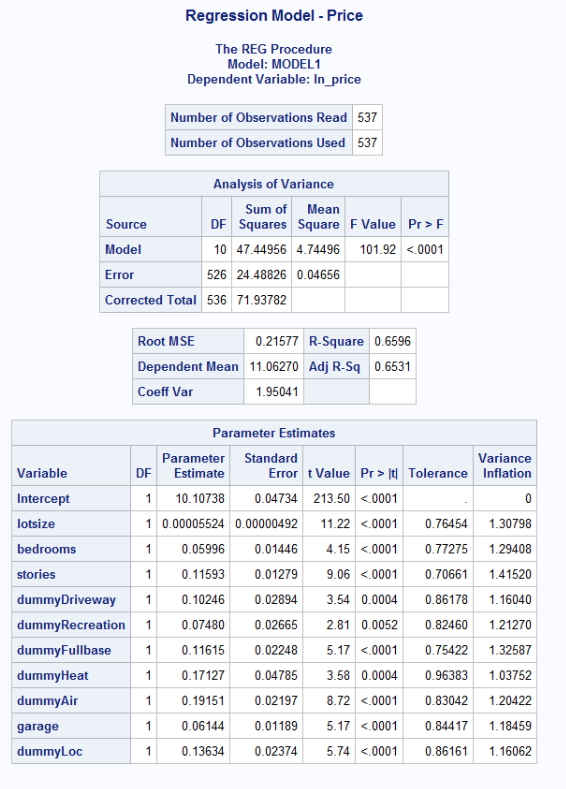 Regression Model - Price
The REG Procedure
Model: MODEL1
Dependent Variable: ln_price
Number of Observations Read 537
Number of Observations Used 537
Analysis of Variance
Source DF Sum of Squares Mean Square F Value Pr > F
Model 10 47.44956 4.74496 101.92 <.0001
Error 526 24.48826 0.04656
Corrected Total 536 71.93782
Root MSE 0.21577 R-Square 0.6596
Dependent Mean 11.06270 Adj R-Sq 0.6531
Coeff Var 1.95041
Parameter Estimates
Variable DF Parameter Estimate Standard Error t Value Pr > |t| Tolerance Variance Inflation
Intercept 1 10.10738 0.04734 213.50 <.0001 . 0
lotsize 1 0.00005524 0.00000492 11.22 <.0001 0.76454 1.30798
bedrooms 1 0.05996 0.01446 4.15 <.0001 0.77275 1.29408
stories 1 0.11593 0.01279 9.06 <.0001 0.70661 1.41520
dummyDriveway 1 0.10246 0.02894 3.54 0.0004 0.86178 1.16040
dummyRecreation 1 0.07480 0.02665 2.81 0.0052 0.82460 1.21270
dummyFullbase 1 0.11615 0.02248 5.17 <.0001 0.75422 1.32587
dummyHeat 1 0.17127 0.04785 3.58 0.0004 0.96383 1.03752
dummyAir 1 0.19151 0.02197 8.72 <.0001 0.83042 1.20422
garage 1 0.06144 0.01189 5.17 <.0001 0.84417 1.18459
dummyLoc 1 0.13634 0.02374 5.74 <.0001 0.86161 1.16062